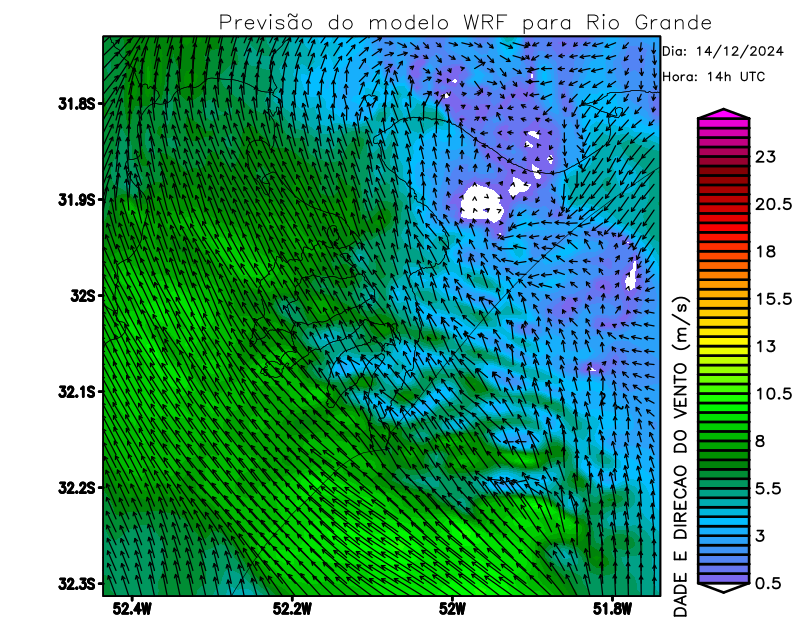 Previsão do modelo WRF para Rio Grande
Dia: 14/12/2024
Hora: 14h UTC
31.8S
31.9S
32S
32.1S
32.2S
32.3S
52.4W
52.2W
52W
51.8W
23
20.5
18
15.5
13
10.5
8
5.5
3
0.5
DADE E DIRECAO DO VENTO (m/s)